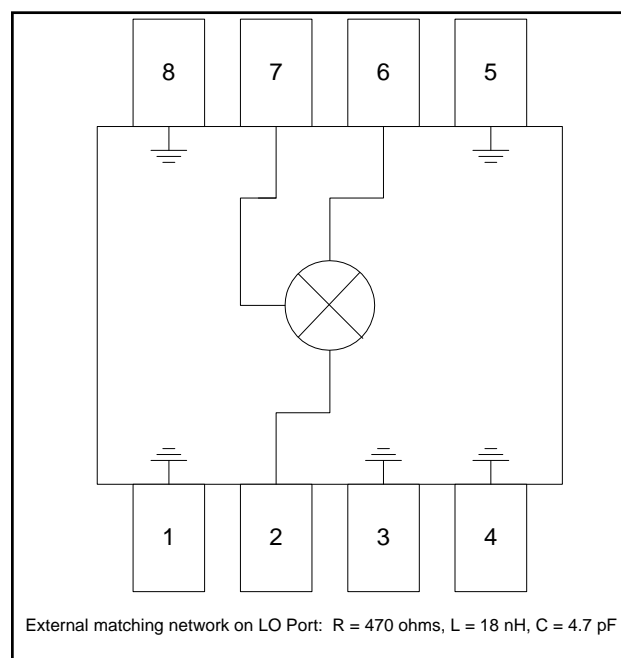 8 7 6 5
1 2 3 4
External matching network on LO Port: R = 470 ohms, L = 18 nH, C = 4.7 pF